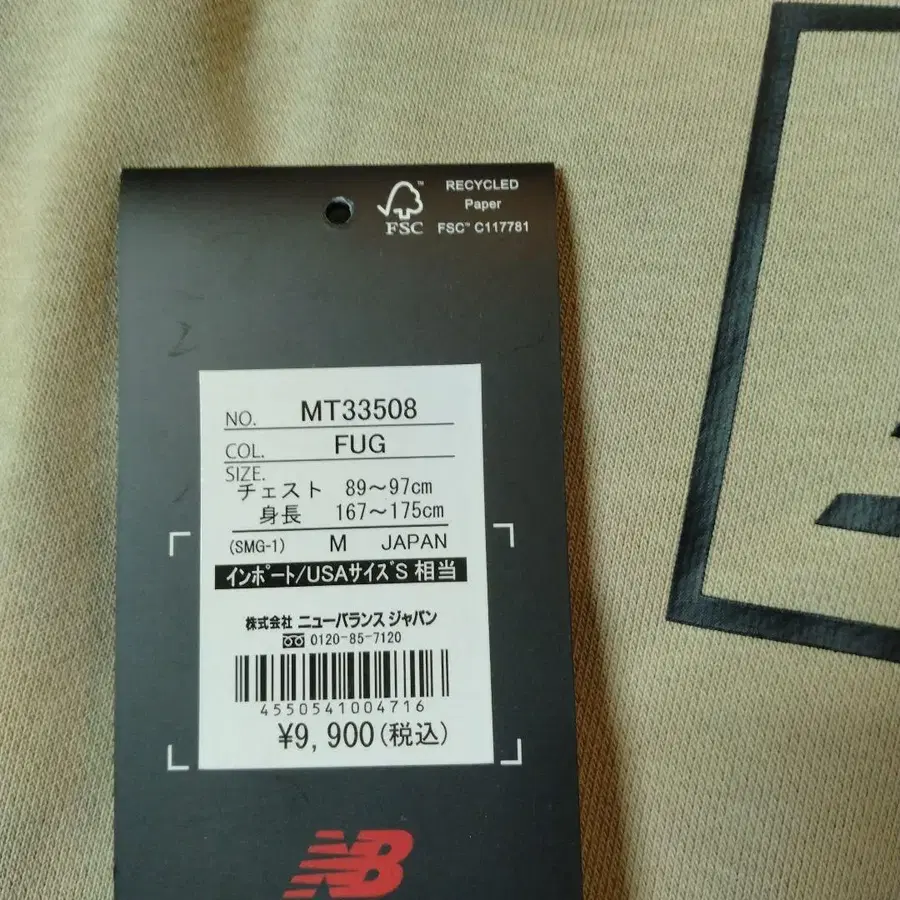 RECYCLED
Paper
FSC™ C117781
FSC
NO. MT33508
COL. FUG
SIZE.
チェスト 89〜97cm
身長 167〜175cm
(SMG-1) M JAPAN
インポート/USAサイズS 相当
株式会社 ニューバランス ジャパン
0120-85-7120
4550541004716
¥9,900(税込)
NB